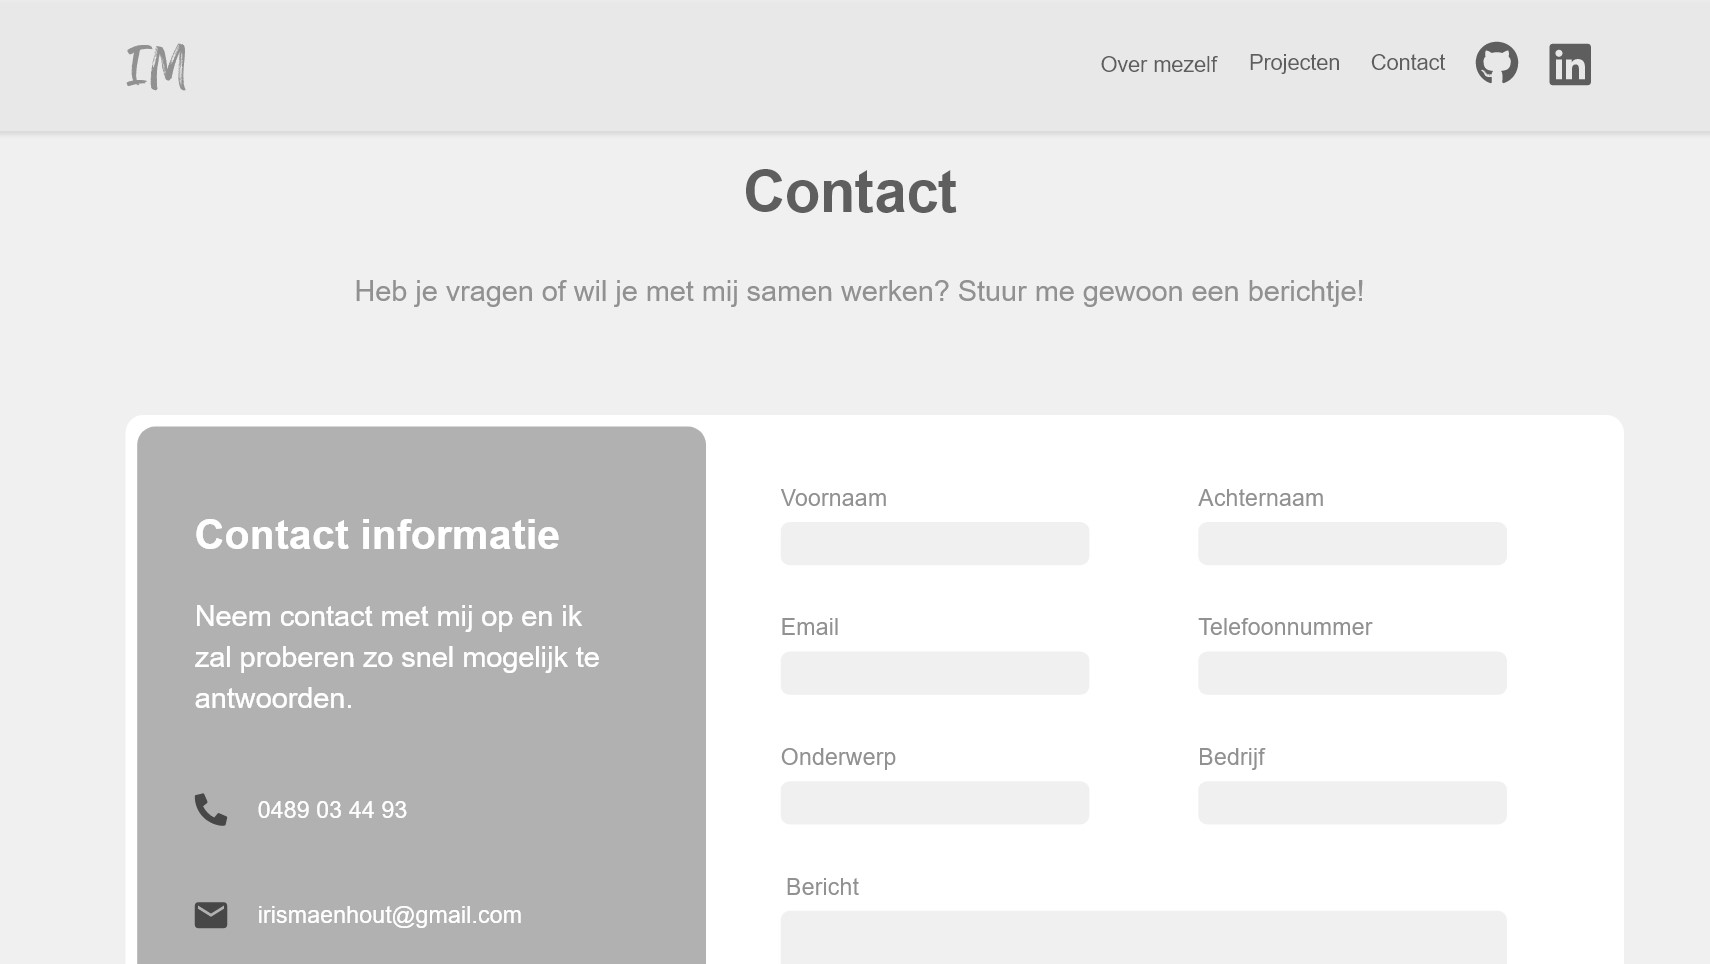 IM
Over mezelf
Projecten
Contact
Contact
Heb je vragen of wil je met mij samen werken? Stuur me gewoon een berichtje!
Contact informatie
Neem contact met mij op en ik
zal proberen zo snel mogelijk te
antwoorden.
0489 03 44 93
irismaenhout@gmail.com
Voornaam
Achternaam
Email
Telefoonnummer
Onderwerp
Bedrijf
Bericht